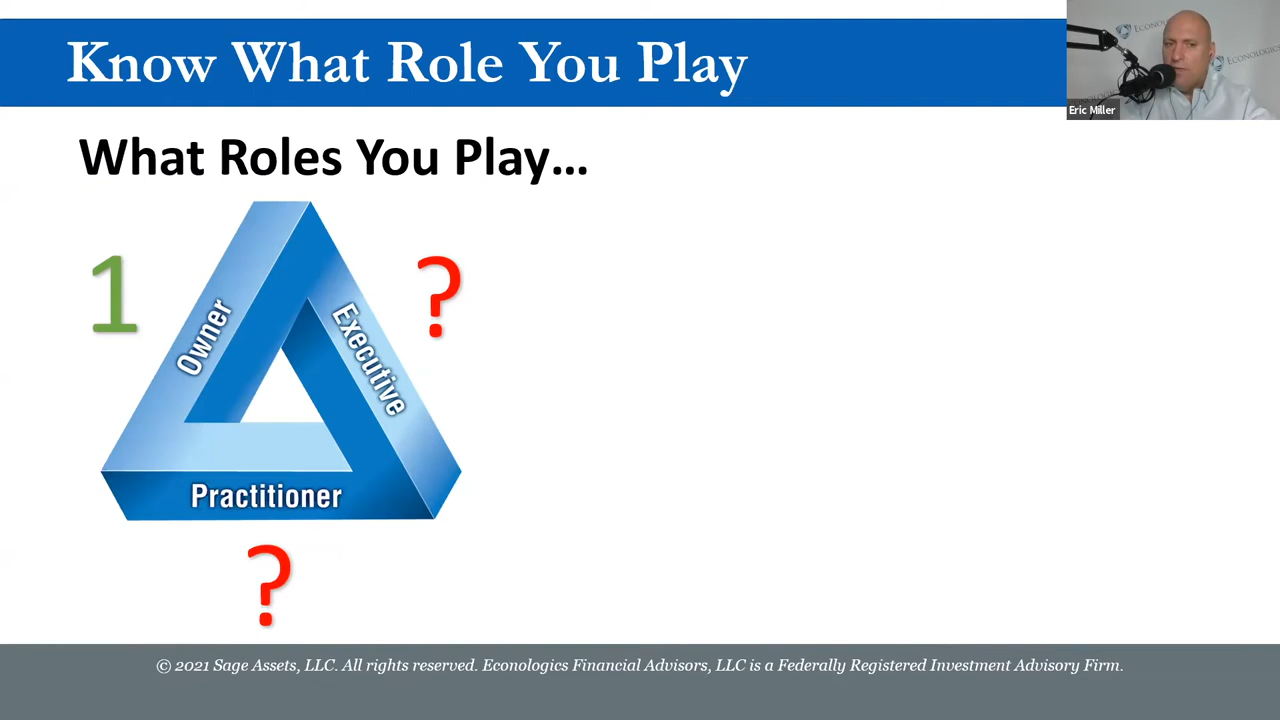 Know What Role You Play
Eric Miller
What Roles You Play...
1
?
Owner
Executive
Practitioner
?
© 2021 Sage Assets, LLC. All rights reserved. Econologics Financial Advisors, LLC is a Federally Registered Investment Advisory Firm.